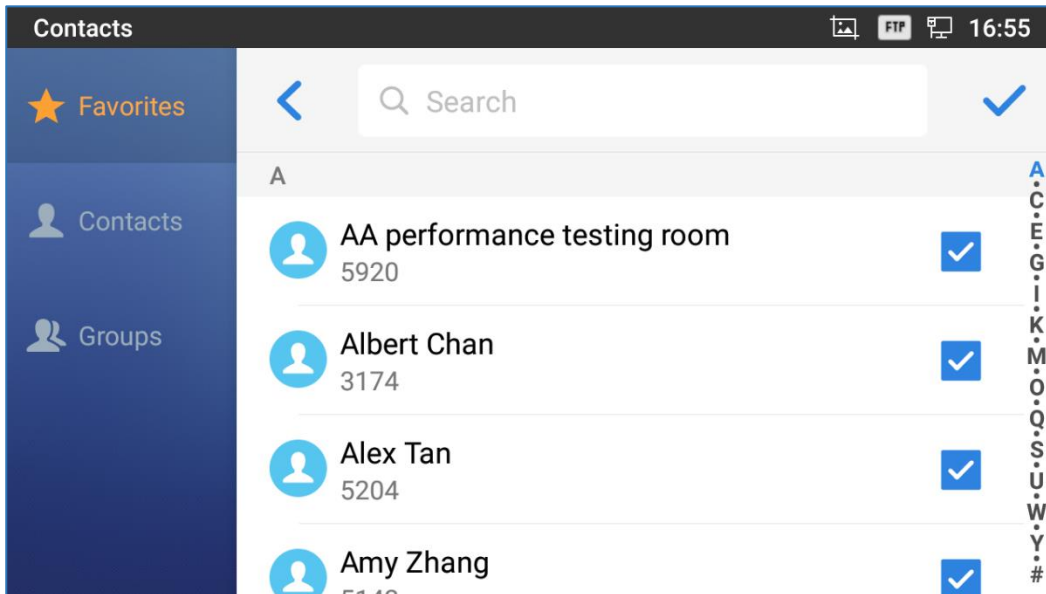 Contacts
FTP
16:55
Favorites
Search
A
Contacts
AA performance testing room
5920
Groups
Albert Chan
3174
Alex Tan
5204
Amy Zhang
A
C
E
G
I
K
M
O
Q
S
U
W
Y
#